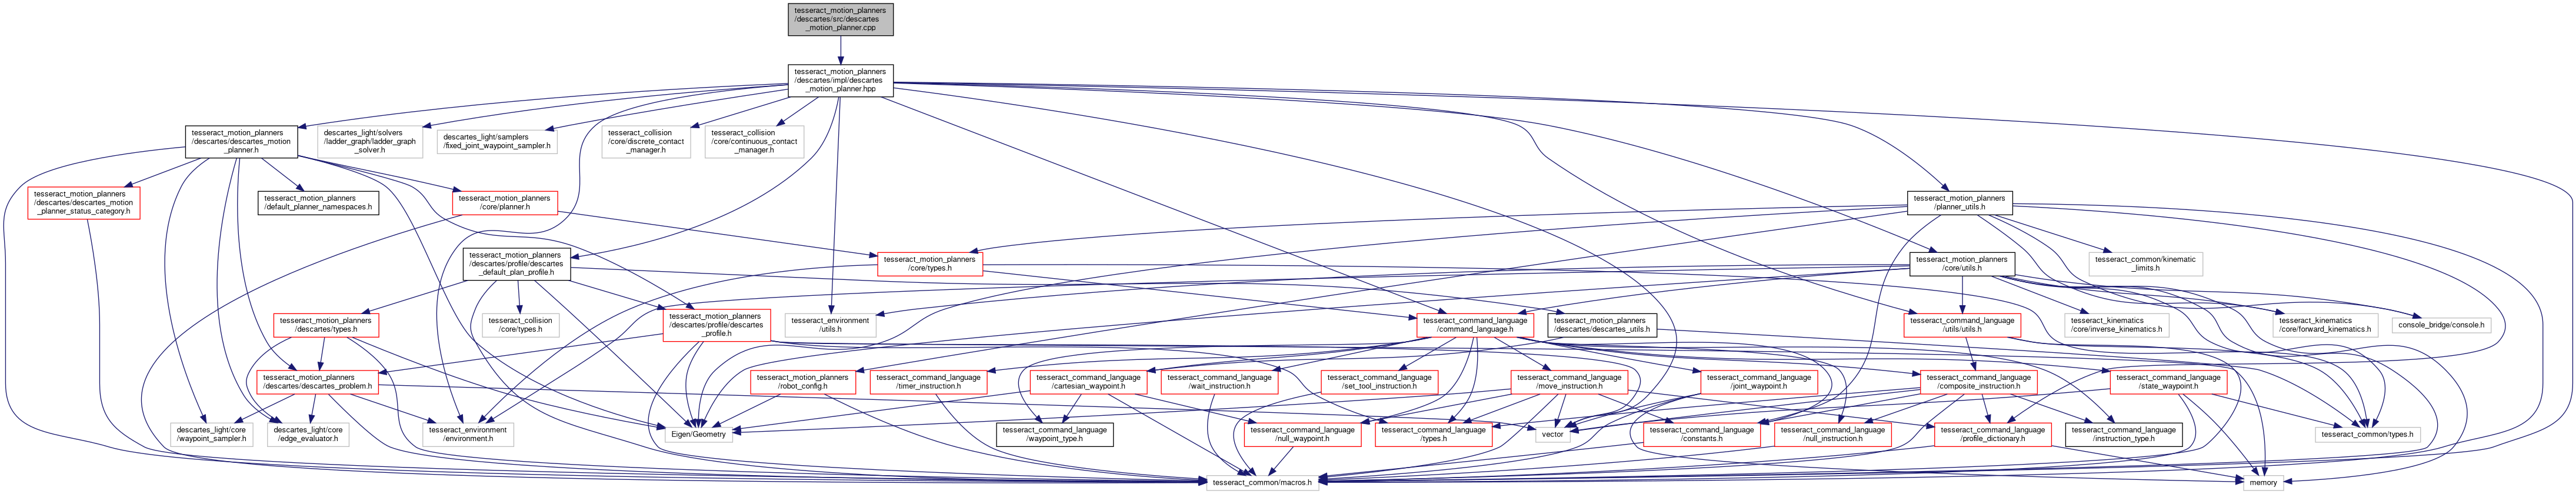 tesseract_motion_planners
/descartes/src/descartes
_motion_planner.cpp
tesseract_motion_planners
/descartes/impl/descartes
_motion_planner.hpp
tesseract_motion_planners
/descartes/descartes_motion
_planner.h
descartes_light/solvers
/ladder_graph/ladder_graph
_solver.h
descartes_light/samplers
/fixed_joint_waypoint_sampler.h
tesseract_collision
/core/discrete_contact
_manager.h
tesseract_collision
/core/continuous_contact
_manager.h
tesseract_motion_planners
/descartes/descartes_motion
_planner_status_category.h
tesseract_motion_planners
/default_planner_namespaces.h
tesseract_motion_planners
/core/planner.h
tesseract_motion_planners
/planner_utils.h
tesseract_motion_planners
/descartes/profile/descartes
_default_plan_profile.h
tesseract_motion_planners
/core/types.h
tesseract_motion_planners
/core/utils.h
tesseract_common/kinematic
_limits.h
tesseract_motion_planners
/descartes/types.h
tesseract_collision
/core/types.h
tesseract_motion_planners
/descartes/profile/descartes
_profile.h
tesseract_environment
/utils.h
tesseract_command_language
/command_language.h
tesseract_motion_planners
/descartes/descartes_utils.h
tesseract_command_language
/utils/utils.h
tesseract_kinematics
/core/inverse_kinematics.h
tesseract_kinematics
/core/forward_kinematics.h
console_bridge/console.h
tesseract_motion_planners
/descartes/descartes_problem.h
tesseract_motion_planners
/robot_config.h
tesseract_command_language
/timer_instruction.h
tesseract_command_language
/cartesian_waypoint.h
tesseract_command_language
/wait_instruction.h
tesseract_command_language
/set_tool_instruction.h
tesseract_command_language
/move_instruction.h
tesseract_command_language
/joint_waypoint.h
tesseract_command_language
/composite_instruction.h
tesseract_command_language
/state_waypoint.h
descartes_light/core
/waypoint_sampler.h
descartes_light/core
/edge_evaluator.h
tesseract_environment
/environment.h
Eigen/Geometry
tesseract_command_language
/waypoint_type.h
tesseract_command_language
/null_waypoint.h
tesseract_command_language
/types.h
vector
tesseract_command_language
/constants.h
tesseract_command_language
/null_instruction.h
tesseract_command_language
/profile_dictionary.h
tesseract_command_language
/instruction_type.h
tesseract_common/types.h
tesseract_common/macros.h
memory